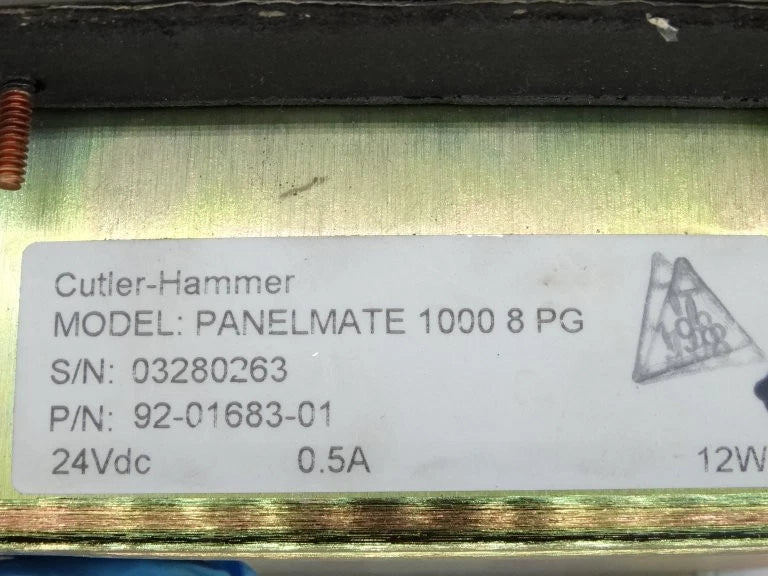 Cutler-Hammer
MODEL: PANELMATE 1000 8 PG
S/N: 03280263
P/N: 92-01683-01
24Vdc 0.5A 12W